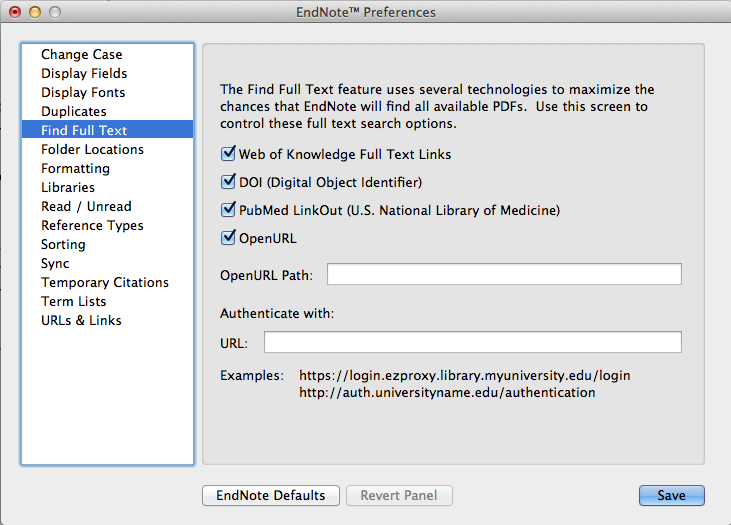 EndNote™ Preferences
Change Case
Display Fields
Display Fonts
Duplicates
Find Full Text
Folder Locations
Formatting
Libraries
Read / Unread
Reference Types
Sorting
Sync
Temporary Citations
Term Lists
URLs & Links
The Find Full Text feature uses several technologies to maximize the
chances that EndNote will find all available PDFs.  Use this screen to
control these full text search options.
Web of Knowledge Full Text Links
DOI (Digital Object Identifier)
PubMed LinkOut (U.S. National Library of Medicine)
OpenURL
OpenURL Path:
Authenticate with:
URL:
Examples: https://login.ezproxy.library.myuniversity.edu/login
http://auth.universityname.edu/authentication
EndNote Defaults Revert Panel Save